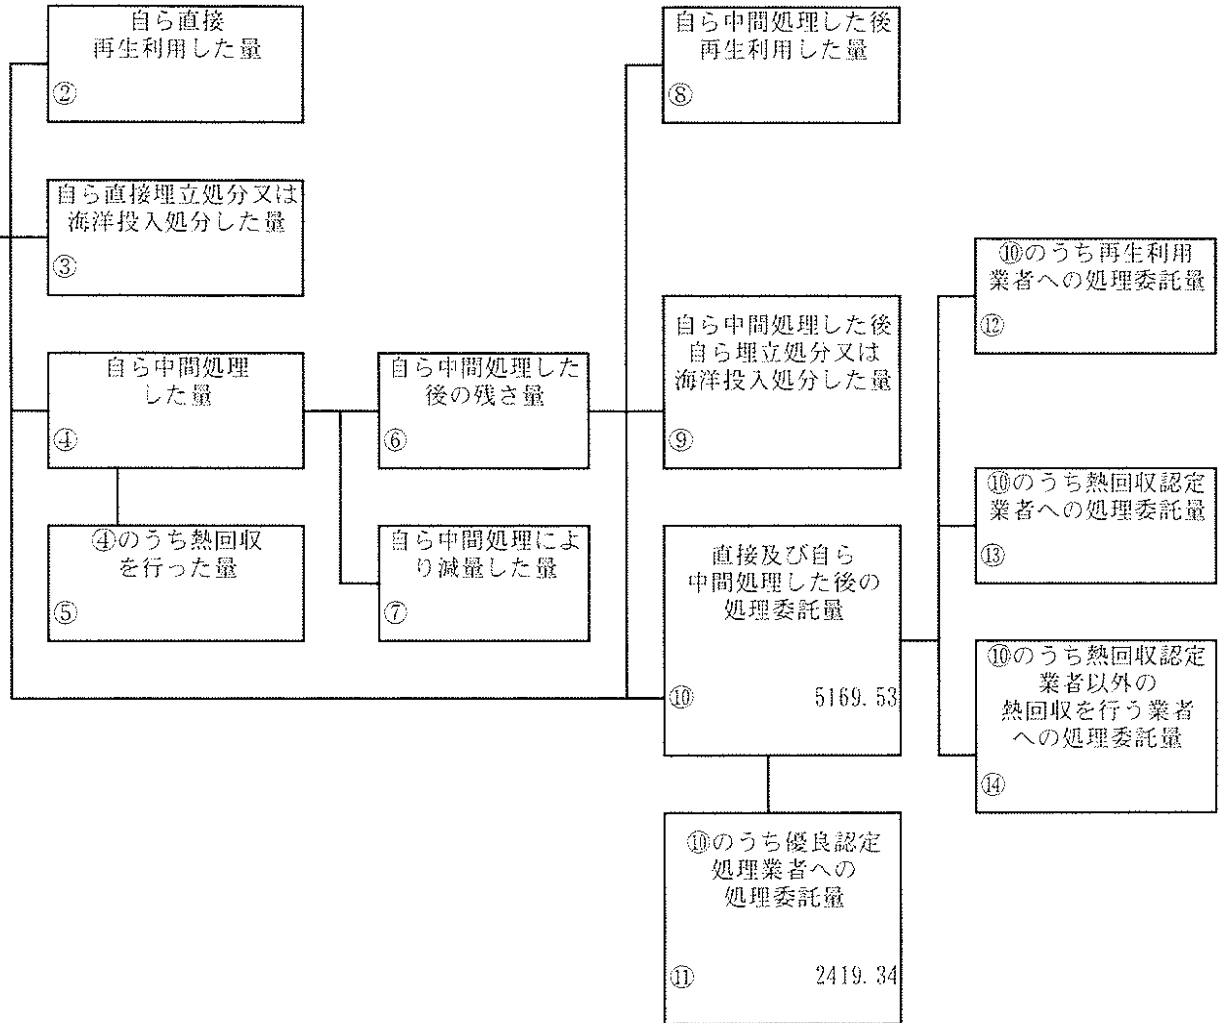 自ら直接
再生利用した量
②
自ら直接埋立処分又は
海洋投入処分した量
③
自ら中間処理
した量
④
④のうち熱回収
を行った量
⑤
自ら中間処理した
後の残さ量
⑥
自ら中間処理によ
り減量した量
⑦
自ら中間処理した後
再生利用した量
⑧
自ら中間処理した後
自ら埋立処分又は
海洋投入処分した量
⑨
直接及び自ら
中間処理した後の
処理委託量
⑩ 5169.53
⑩のうち優良認定
処理業者への
処理委託量
⑪ 2419.34
⑩のうち再生利用
業者への処理委託量
⑫
⑩のうち熱回収認定
業者への処理委託量
⑬
⑩のうち熱回収認定
業者以外の
熱回収を行う業者
への処理委託量
⑭